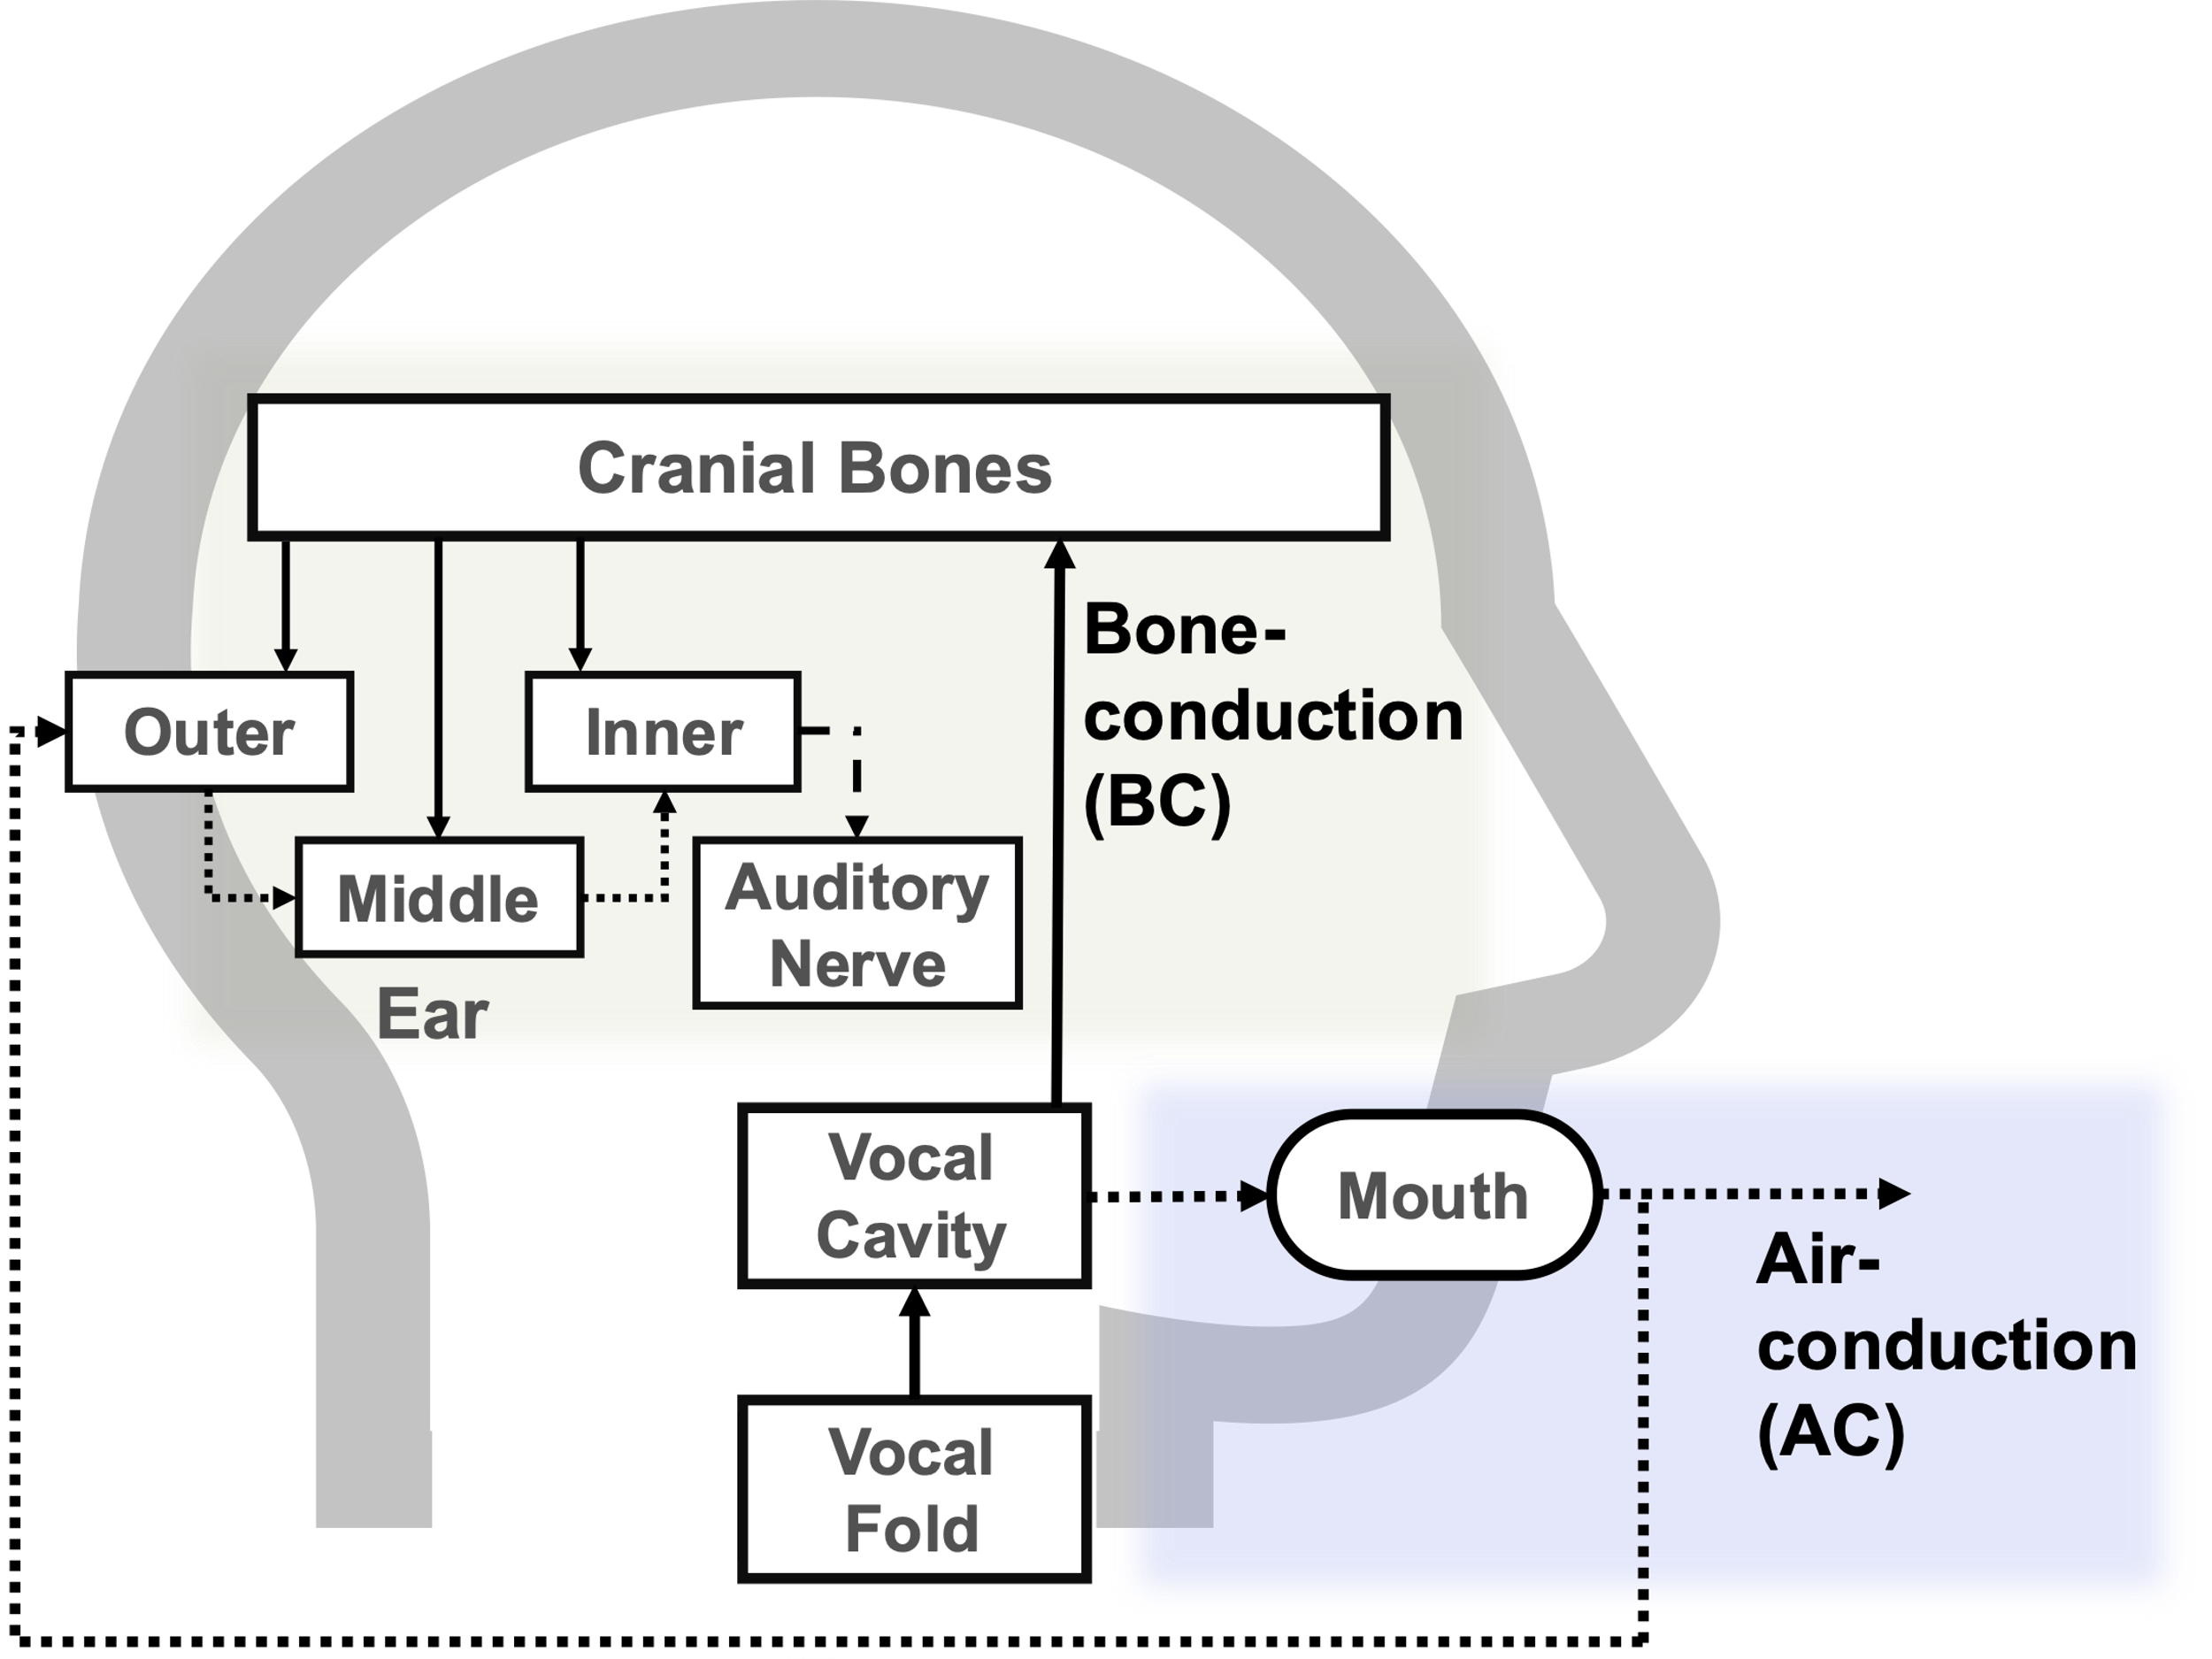 Cranial Bones
Bone-
conduction
(BC)
Outer
Inner
Middle
Auditory
Nerve
Ear
Vocal
Cavity
Mouth
Air-
conduction
(AC)
Vocal
Fold